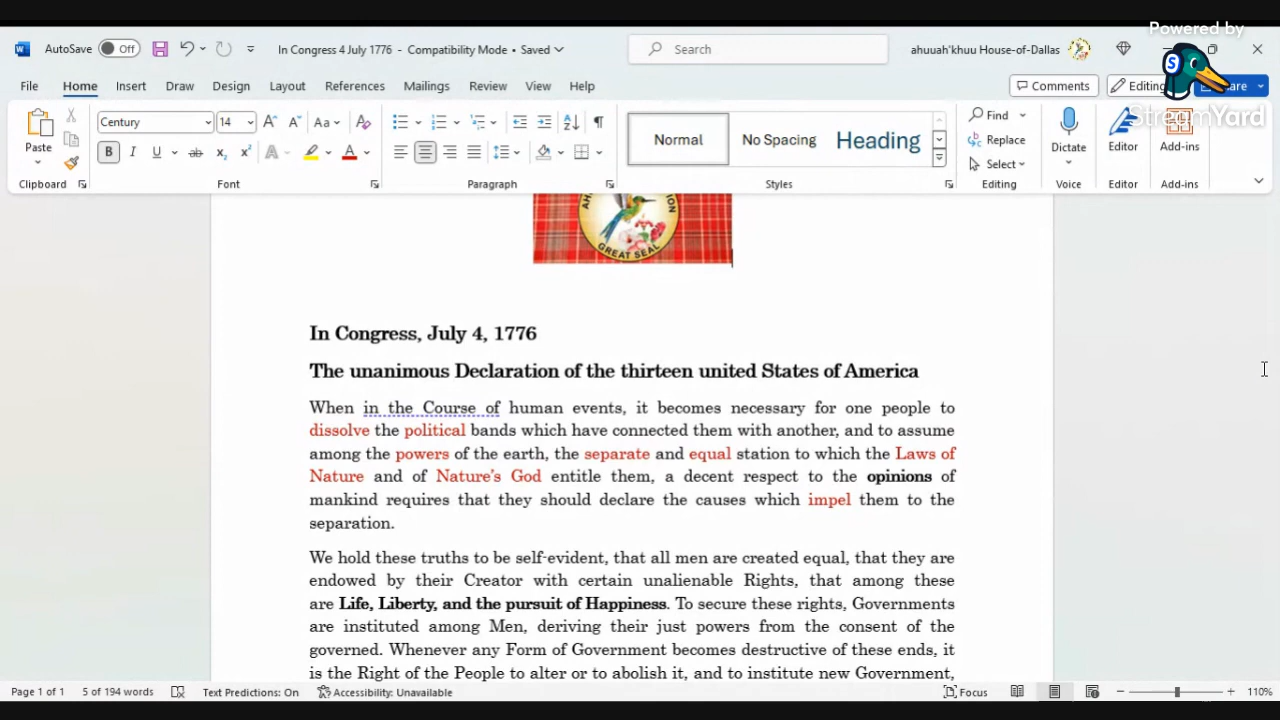 Powered by
StreamYard
AutoSave Off In Congress 4 July 1776 - Compatibility Mode • Saved Search ahuuah'khuu House-of-Dallas
File Home Insert Draw Design Layout References Mailings Review View Help Comments Editing
Paste
Century 14 Aa
B I U ab x₂ x² A A
Normal No Spacing Heading
Find
Replace
Select
Dictate
Editor
Add-ins
Clipboard Font Paragraph Styles Editing Voice Editor Add-ins
GREAT SEAL
In Congress, July 4, 1776
The unanimous Declaration of the thirteen united States of America
When in the Course of human events, it becomes necessary for one people to
dissolve the political bands which have connected them with another, and to assume
among the powers of the earth, the separate and equal station to which the Laws of
Nature and of Nature's God entitle them, a decent respect to the opinions of
mankind requires that they should declare the causes which impel them to the
separation.
We hold these truths to be self-evident, that all men are created equal, that they are
endowed by their Creator with certain unalienable Rights, that among these
are Life, Liberty, and the pursuit of Happiness. To secure these rights, Governments
are instituted among Men, deriving their just powers from the consent of the
governed. Whenever any Form of Government becomes destructive of these ends, it
is the Right of the People to alter or to abolish it, and to institute new Government,
Page 1 of 1 5 of 194 words Text Predictions: On Accessibility: Unavailable Focus 110%